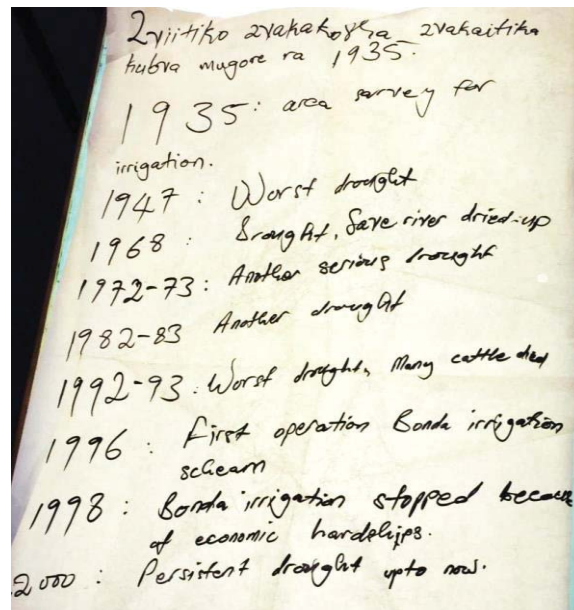 Zviitiko zvakakosha zvakaitika
kubva mugore ra 1935.
1935: area survey for
irrigation.
1947: Worst drought
1968: Drought, Save river dried-up
1972-73: Another serious drought
1982-83 Another drought
1992-93: Worst drought, Many cattle died
1996: First operation Bonda irrigation
scheam
1998: Bonda irrigation stopped because
of economic hardships.
2000: Persistent drought upto now.